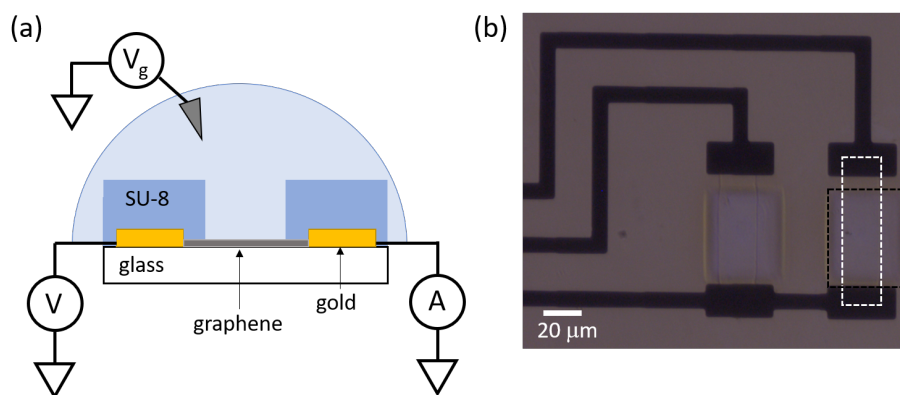 (a)
(b)
Vg
SU-8
glass
V
A
graphene
gold
20 μm